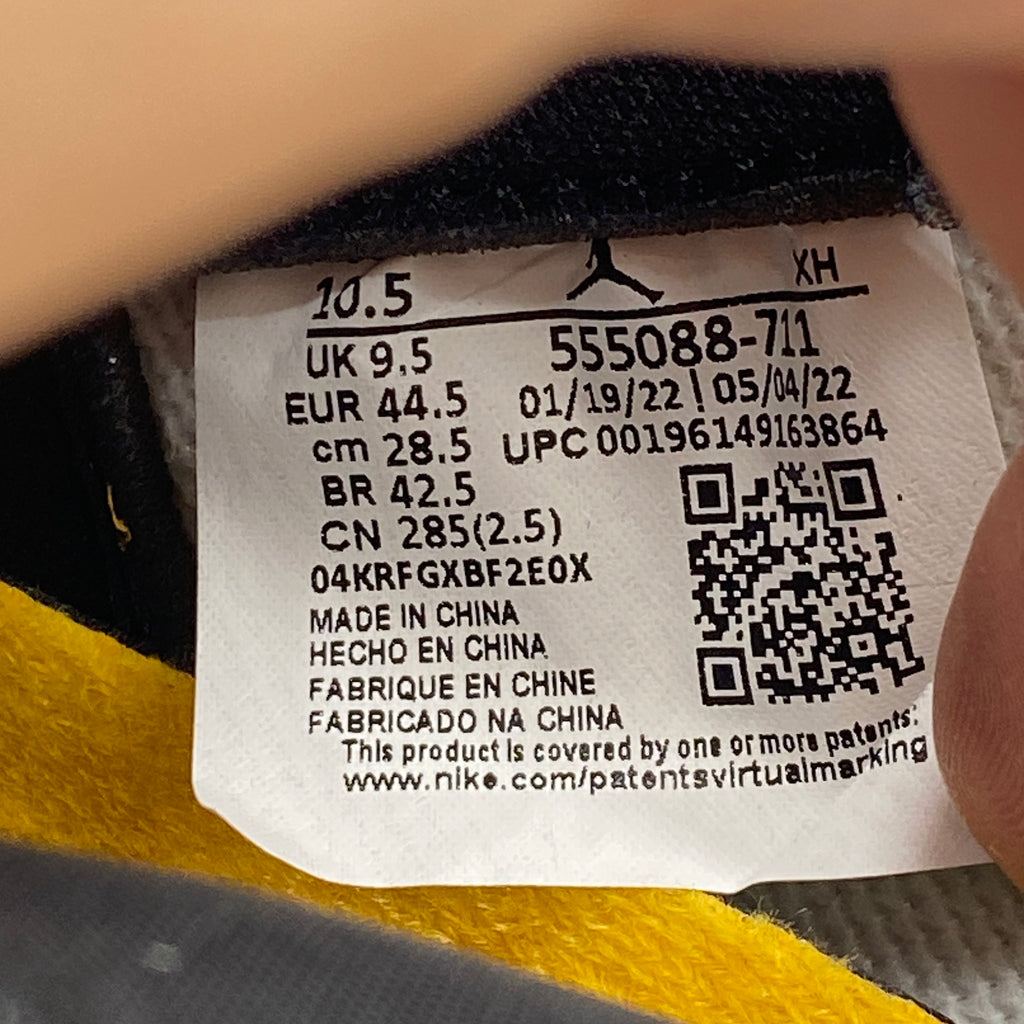 10.5 XH
UK 9.5 555088-711
EUR 44.5 01/19/22 | 05/04/22
cm 28.5 UPC 00196149163864
BR 42.5
CN 285(2.5)
04KRFGXBF2E0X
MADE IN CHINA
HECHO EN CHINA
FABRIQUE EN CHINE
FABRICADO NA CHINA
This product is covered by one or more patents:
www.nike.com/patentsvirtualmarking